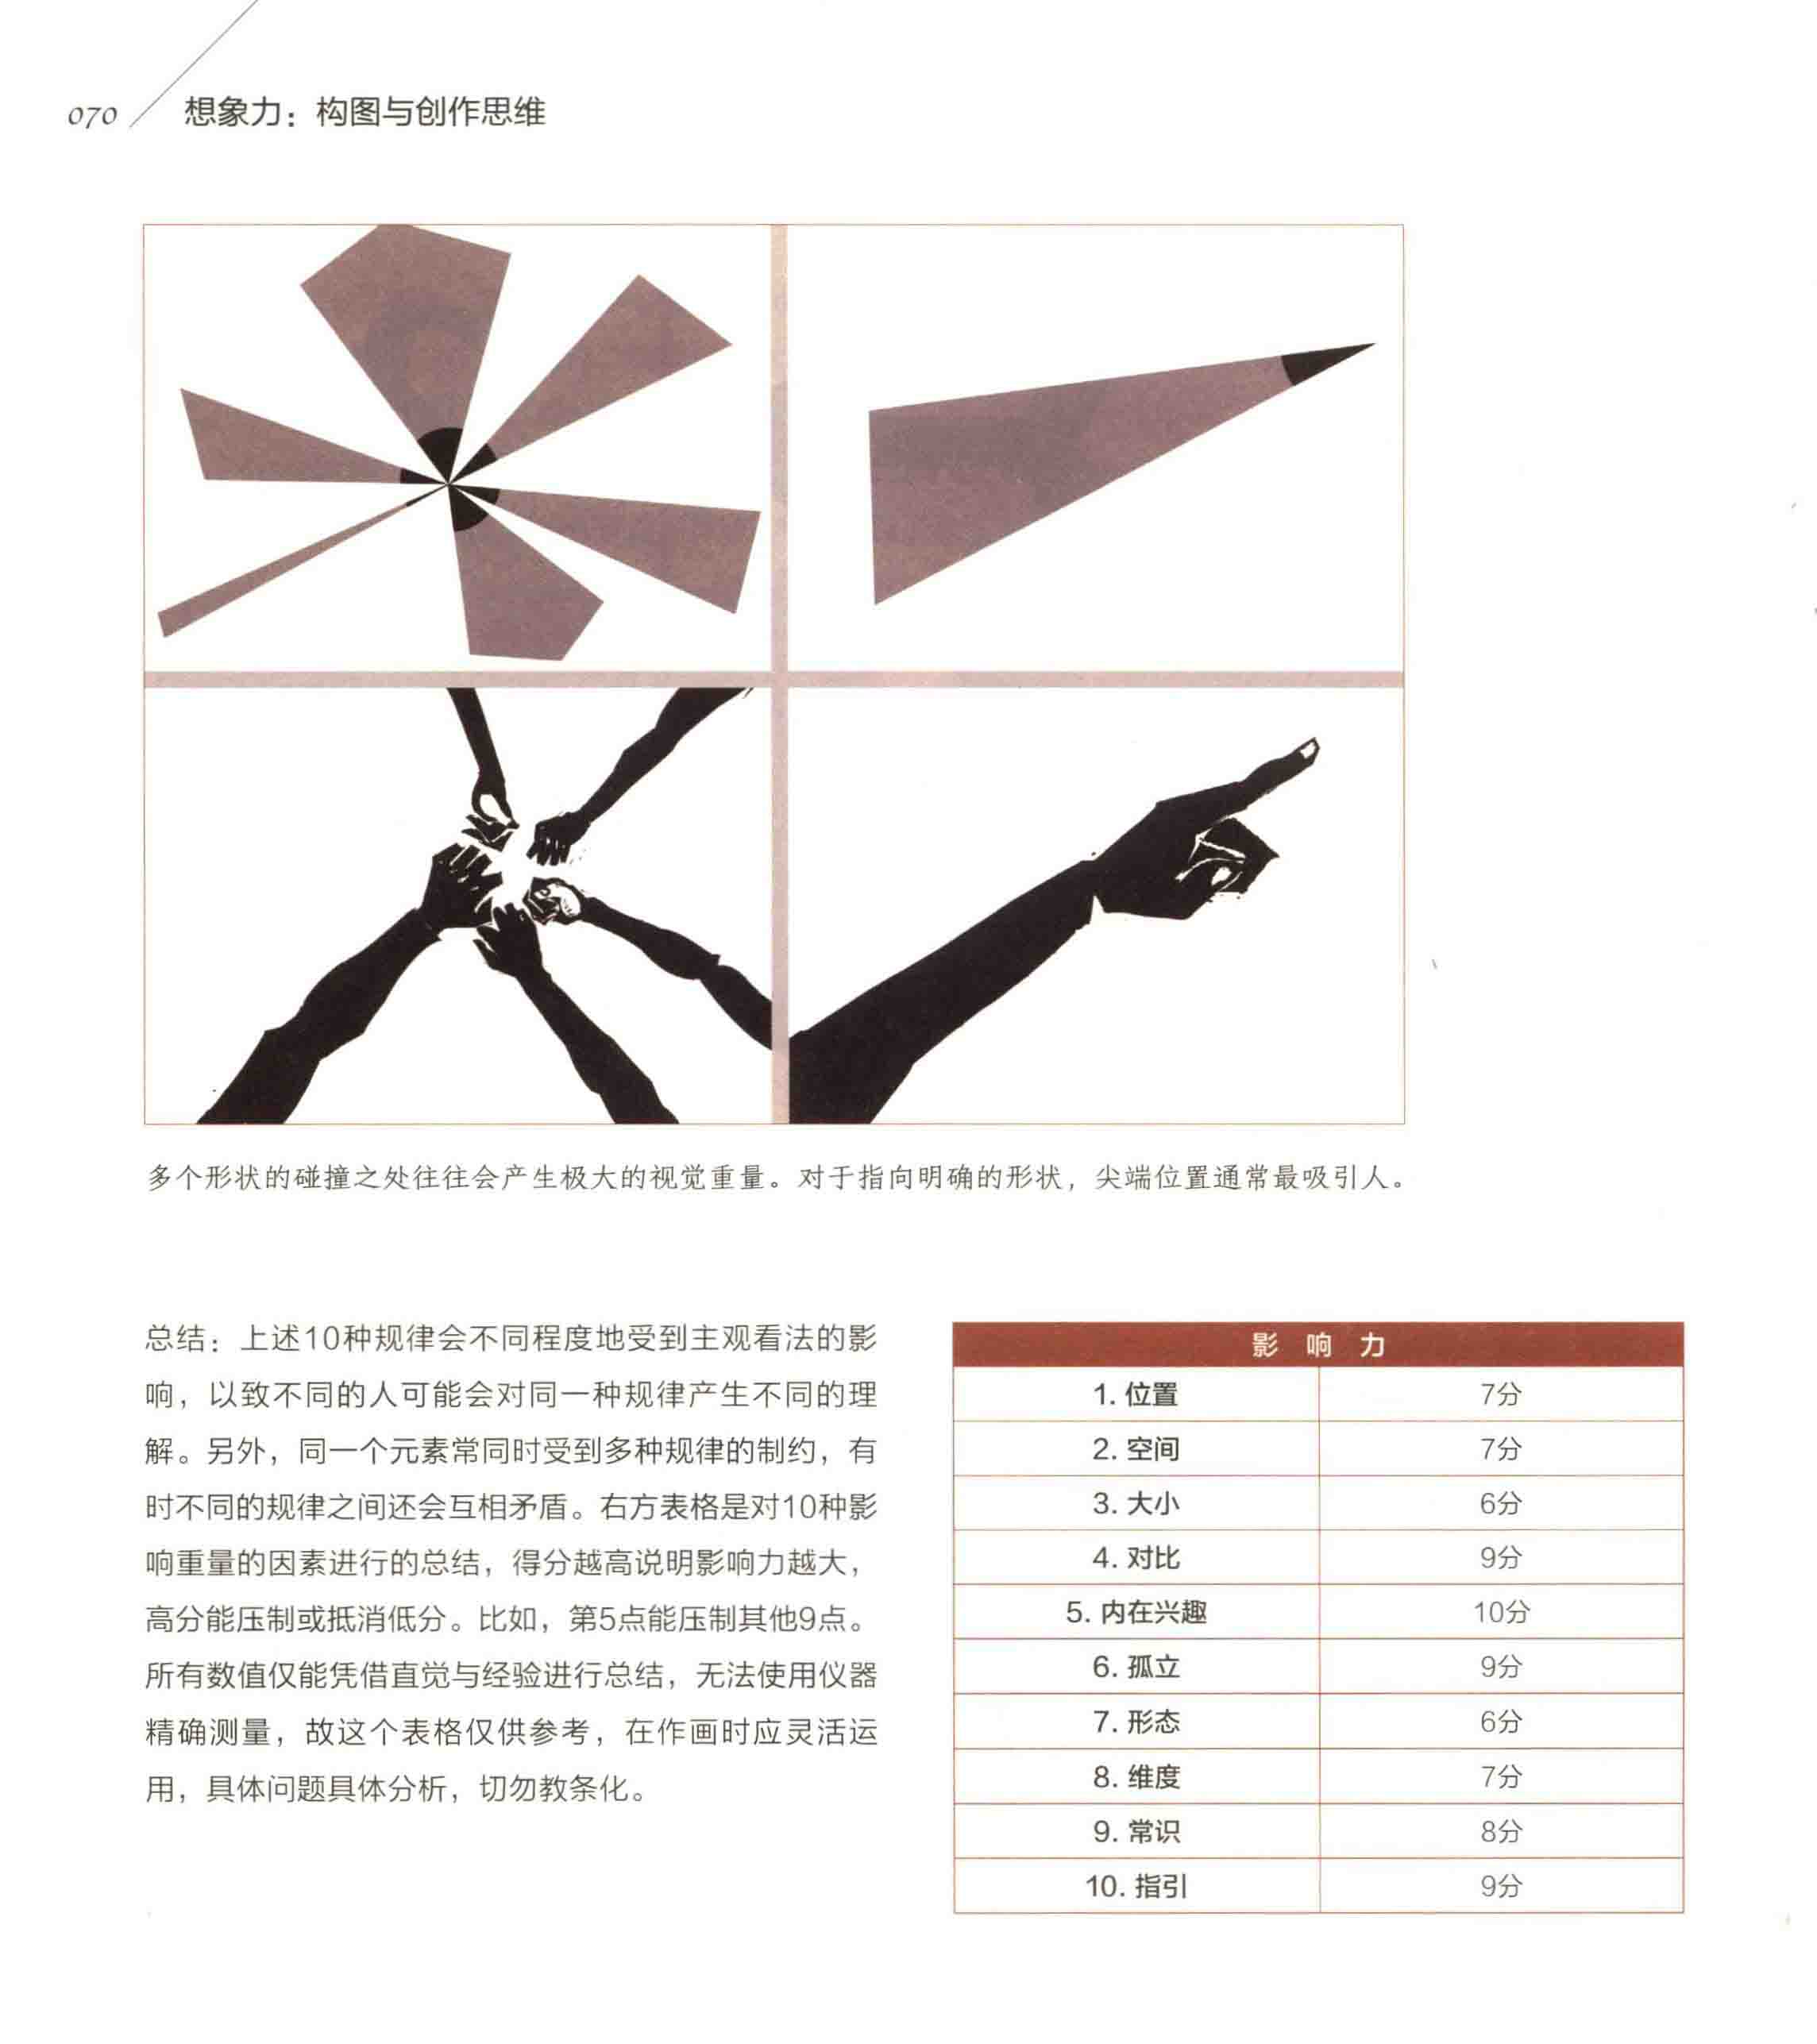 070
想象力：构图与创作思维
多个形状的碰撞之处往往会产生极大的视觉重量。对于指向明确的形状，尖端位置通常最吸引人。
总结：上述10种规律会不同程度地受到主观看法的影
响，以致不同的人可能会对同一种规律产生不同的理
解。另外，同一个元素常同时受到多种规律的制约，有
时不同的规律之间还会互相矛盾。右方表格是对10种影
响重量的因素进行的总结，得分越高说明影响力越大，
高分能压制或抵消低分。比如，第5点能压制其他9点。
所有数值仅能凭借直觉与经验进行总结，无法使用仪器
精确测量，故这个表格仅供参考，在作画时应灵活运
用，具体问题具体分析，切勿教条化。
影 响 力
1. 位置 7分
2. 空间 7分
3. 大小 6分
4. 对比 9分
5. 内在兴趣 10分
6. 孤立 9分
7. 形态 6分
8. 维度 7分
9. 常识 8分
10. 指引 9分